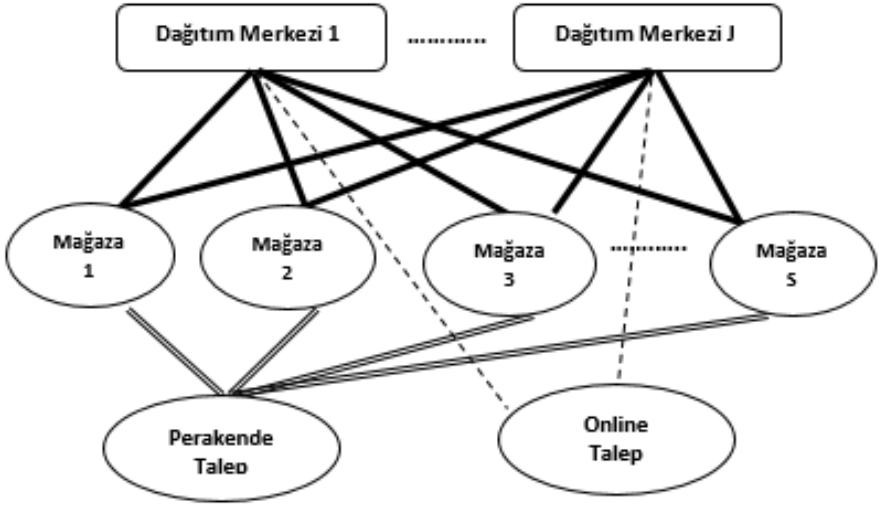 Dağıtım Merkezi 1 ........... Dağıtım Merkezi J
Mağaza
1
Mağaza
2
Mağaza
3
...........
Mağaza
S
Perakende
Talep
Online
Talep